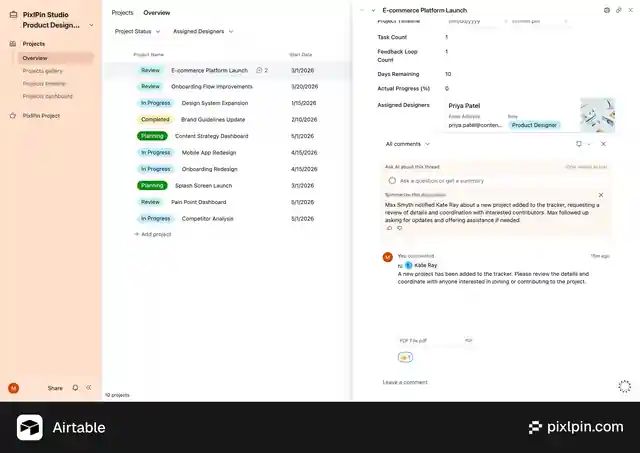 PixlPin Studio
Product Design...
Projects
Overview
Projects gallery
Projects timeline
Projects dashboard
PixlPin Project
M
Share
Projects
Overview
Project Status
Assigned Designers
Project Name
Start Date
Review
E-commerce Platform Launch
2
3/1/2026
Review
Onboarding Flow Improvements
3/20/2026
In Progress
Design System Expansion
1/15/2026
Completed
Brand Guidelines Update
2/10/2026
Planning
Content Strategy Dashboard
5/1/2026
In Progress
Mobile App Redesign
4/15/2026
In Progress
Onboarding Redesign
4/15/2026
Planning
Splash Screen Launch
3/1/2026
Review
Pain Point Dashboard
5/1/2026
In Progress
Competitor Analysis
5/1/2026
+ Add project
10 projects
E-commerce Platform Launch
Project Timeline
Task Count
1
Feedback Loop
Count
1
Days Remaining
10
Actual Progress (%)
0
Assigned Designers
Priya Patel
Email Address
Role
priya.patel@conten...
Product Designer
All comments
Ask AI about this thread
Ask a question or get a summary
Summarize this discussion
Max Smyth notified Kate Ray about a new project added to the tracker, requesting a
review of details and coordination with interested contributors. Max followed up
asking for updates and offering assistance if needed.
M
You commented
15m ago
Kate Ray
A new project has been added to the tracker. Please review the details and
coordinate with anyone interested in joining or contributing to the project.
PDF File.pdf
PDF
1
Leave a comment
Airtable
pixlpin.com